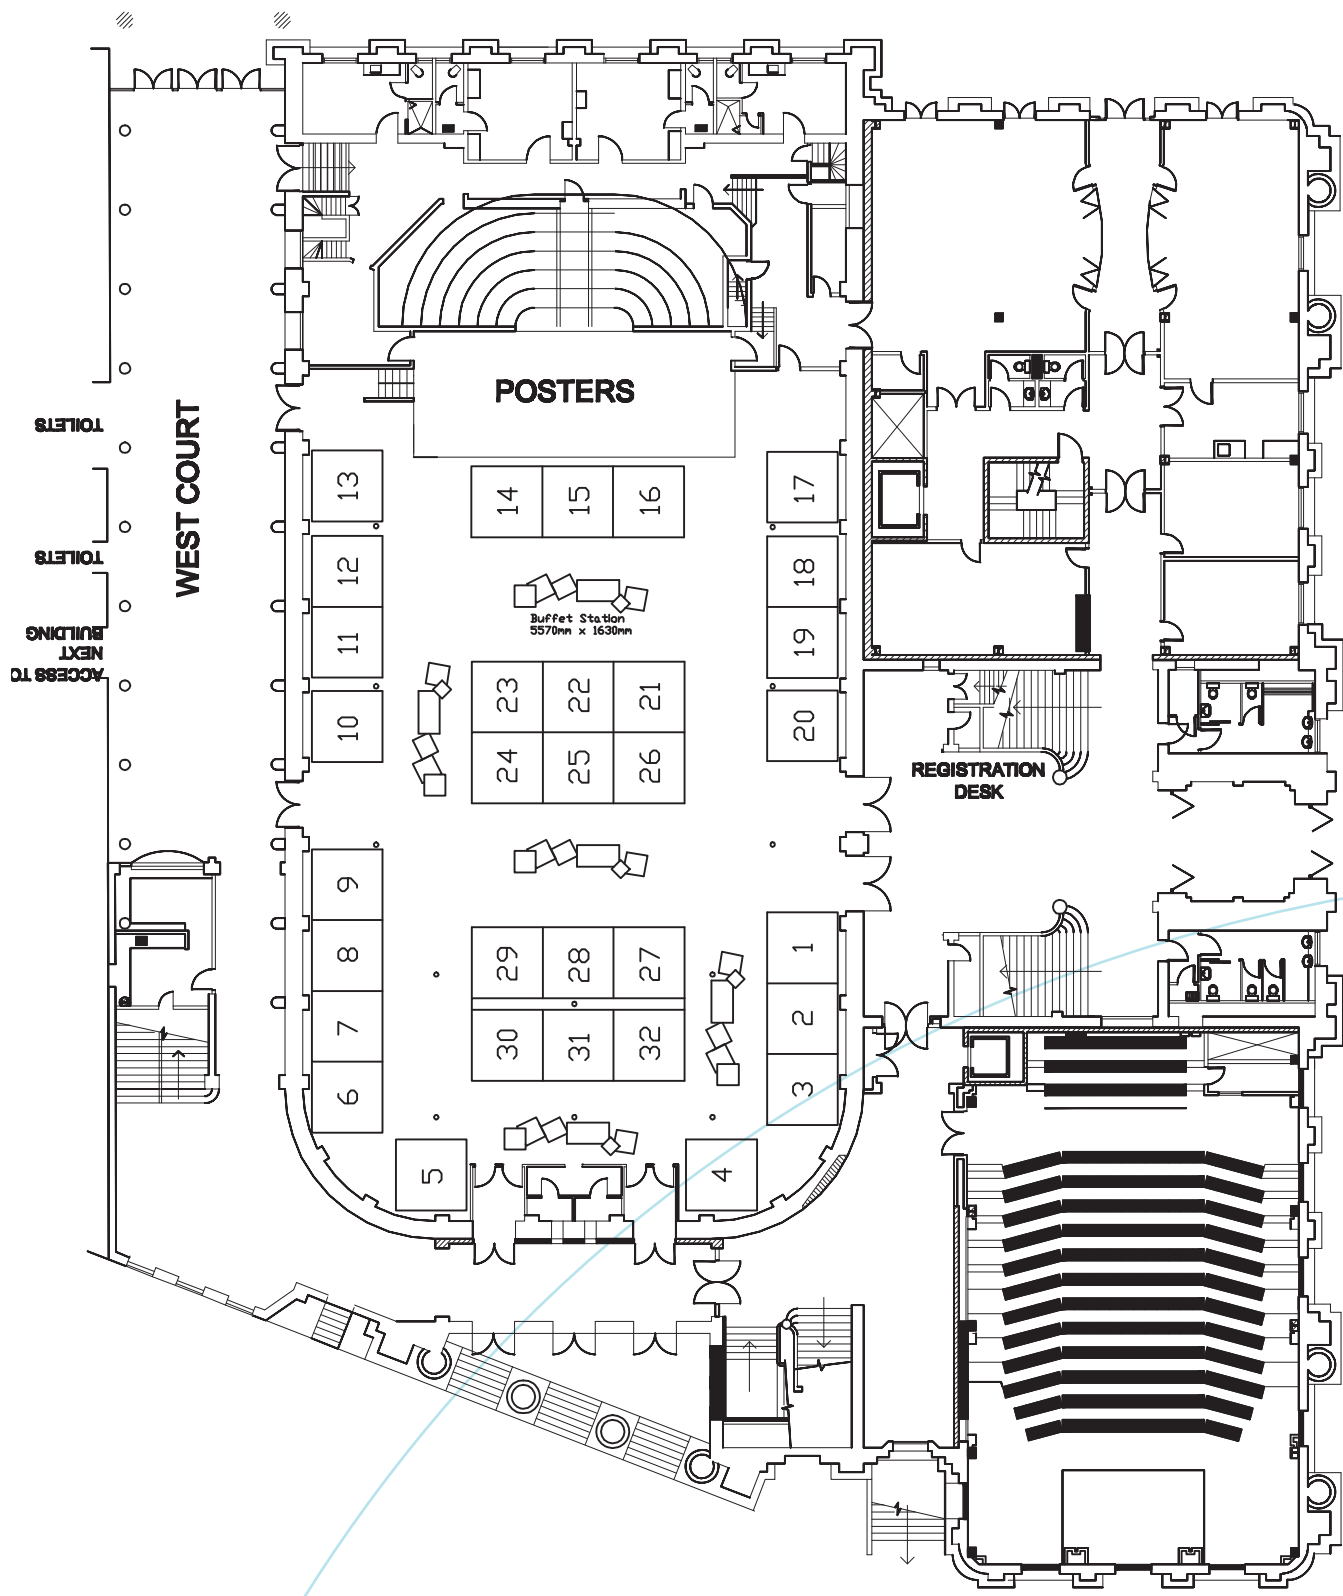 POSTERS
TOILETS
WEST COURT
13
14
15
16
17
12
18
TOILETS
Buffet Station
5570mm x 1630mm
11
19
ACCESS TO
NEXT
BUILDING
23
22
21
10
20
24
25
26
REGISTRATION
DESK
9
8
29
28
27
1
7
30
31
32
2
6
3
5
4